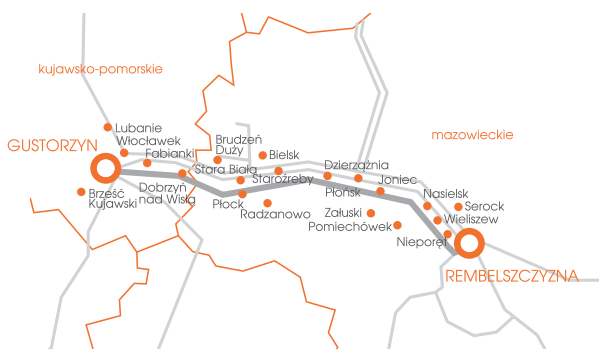 kujawsko-pomorskie
mazowieckie
Lubanie
Włocławek
GUSTORZYN
Fabianki
Brudzeń
Duży
Bielsk
Stara Biała
Staroźreby
Dzierzążnia
Joniec
Brześć
Kujawski
Dobrzyń
nad Wisłą
Płock
Radzanowo
Płońsk
Załuski
Pomiechówek
Nasielsk
Serock
Wieliszew
Nieporęt
REMBELSZCZYZNA